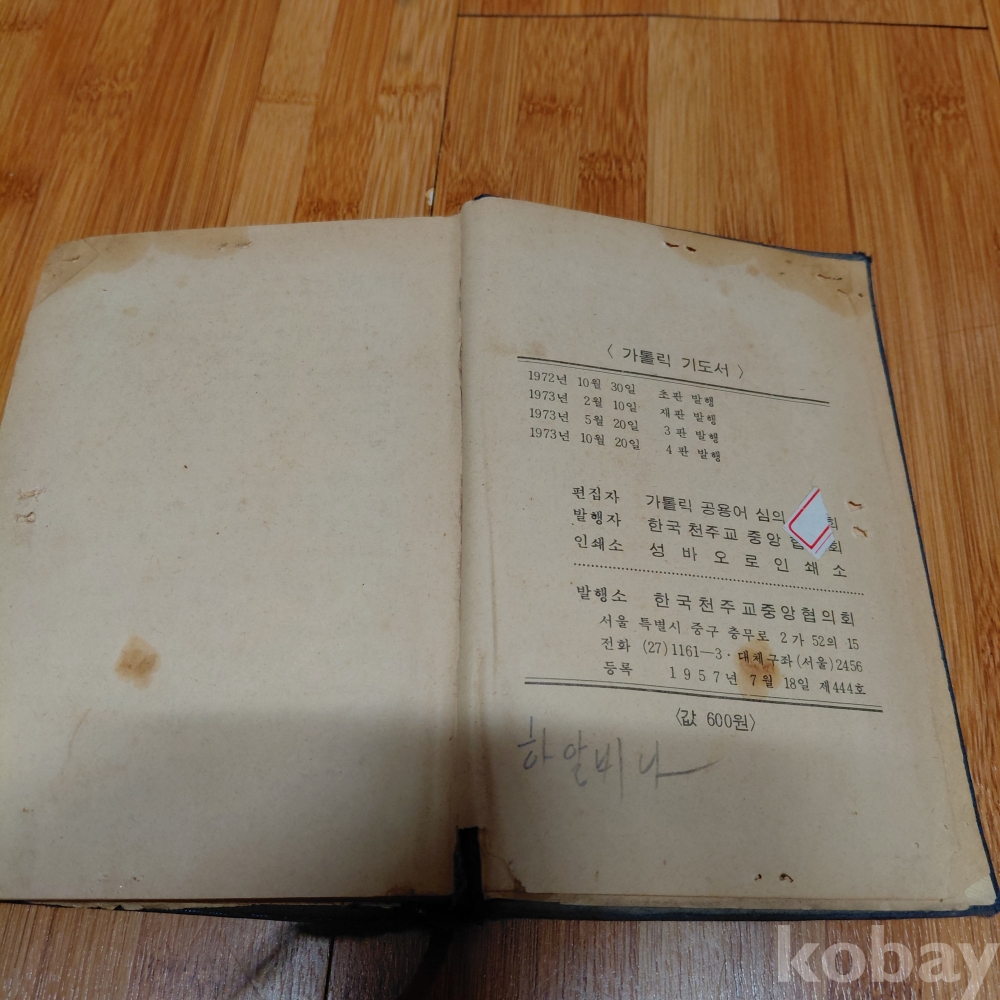 〈 가톨릭 기도서 〉
1972년 10월 30일 초판 발행
1973년 2월 10일 재판 발행
1973년 5월 20일 3 판 발행
1973년 10월 20일 4 판 발행
편집자 가톨릭 공용어 심의 회
발행자 한국 천주교 중앙 협 회
인쇄소 성 바 오 로 인 쇄 소
발행소 한국천주교중앙협의회
서울 특별시 중구 충무로 2 가 52의 15
전화 (27)1161—3 · 대체구좌 (서울)2456
등록 1 9 5 7 년 7월 18일 제444호
〈값 600원〉
하알비나
kobay